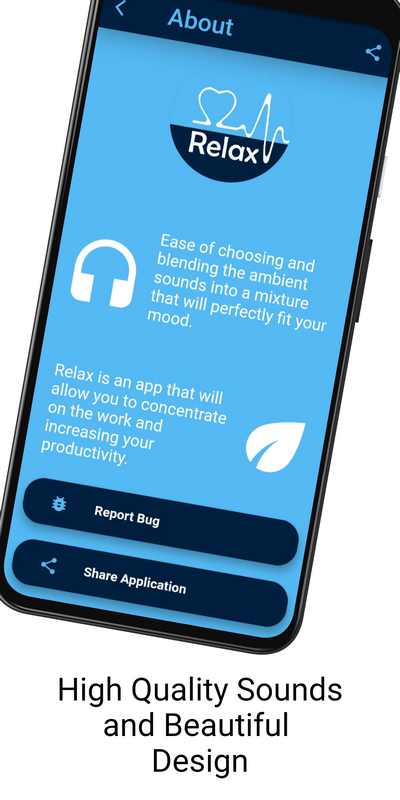 About
Relax
Ease of choosing and
blending the ambient
sounds into a mixture
that will perfectly fit your
mood.
Relax is an app that will
allow you to concentrate
on the work and
increasing your
productivity.
Report Bug
Share Application
High Quality Sounds
and Beautiful
Design